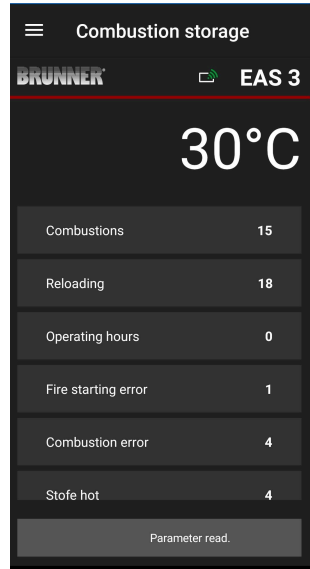 Combustion storage
BRUNNER
EAS 3
30°C
Combustions 15
Reloading 18
Operating hours 0
Fire starting error 1
Combustion error 4
Stofe hot 4
Parameter read.